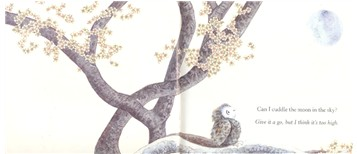 Can I cuddle the moon in the sky?
Give it a go, but I think it's too high.